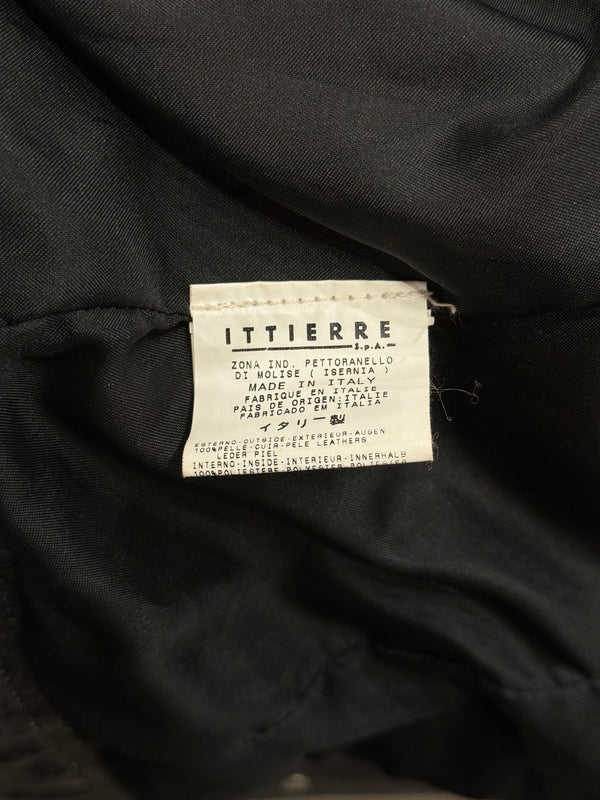 ITTIERRE
S.p.A.
ZONA IND. PETTORANELLO
DI MOLISE ( ISERNIA )
MADE IN ITALY
FABRIQUE EN ITALIE
PAIS DE ORIGEN:ITALIE
FABRICADO EM ITALIA
イタリー製
ESTERNO-OUTSIDE-EXTERIEUR-AUSEN
100%PELLE-CUIR-PELE LEATHERS
LEDER PIEL
INTERNO-INSIDE-INTERIEUR-INNERHALB
100%POLIESTERE-POLYESTER-POLIESTER